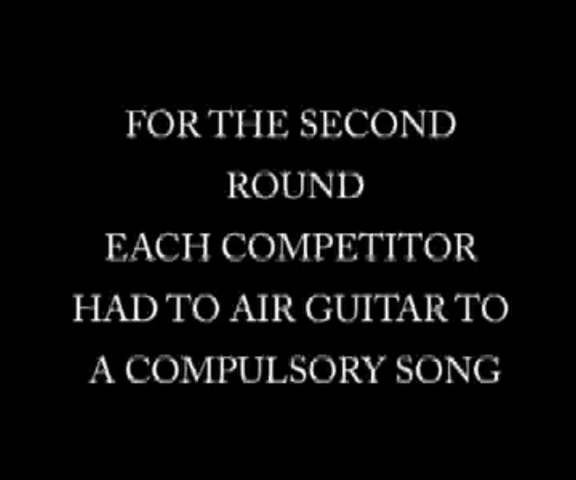 FOR THE SECOND
ROUND
EACH COMPETITOR
HAD TO AIR GUITAR TO
A COMPULSORY SONG